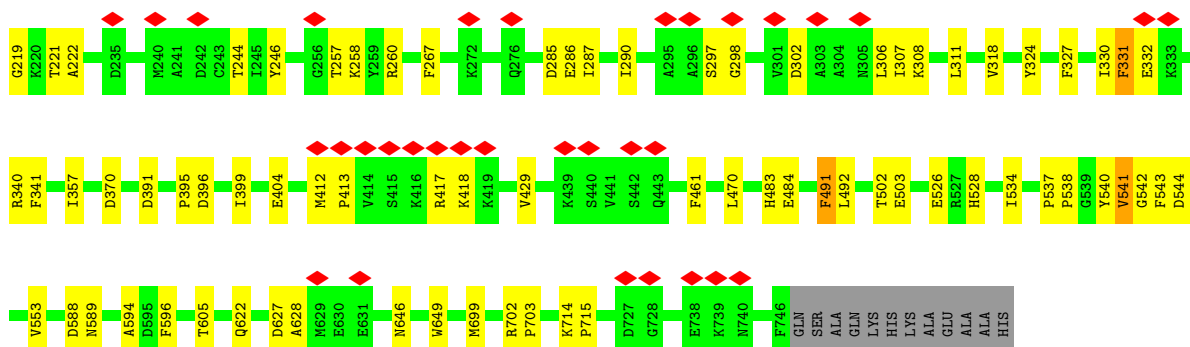 G219 K220 T221 A222 D235 M240 A241 D242 C243 T244 I245 Y246 G256 T257 K258 Y259 R260 F267 K272 Q276 D285 E286 I287 I290 A295 A296 S297 G298 V301 D302 A303 A304 N305 L306 I307 K308 L311 V318 Y324 F327 I330 F331 E332 K333
R340 F341 I357 D370 D391 P395 D396 I399 E404 M412 P413 V414 S415 K416 R417 K418 K419 V429 K439 S440 V441 S442 Q443 F461 L470 H483 E484 F491 L492 T502 E503 E526 R527 H528 I534 P537 P538 G539 Y540 V541 G542 F543 D544
V553 D588 N589 A594 D595 F596 T605 Q622 D627 A628 M629 E630 E631 N646 W649 M699 R702 P703 K714 P715 D727 G728 E738 K739 N740 F746 GLN SER ALA GLN LYS HIS LYS ALA GLU ALA ALA HIS